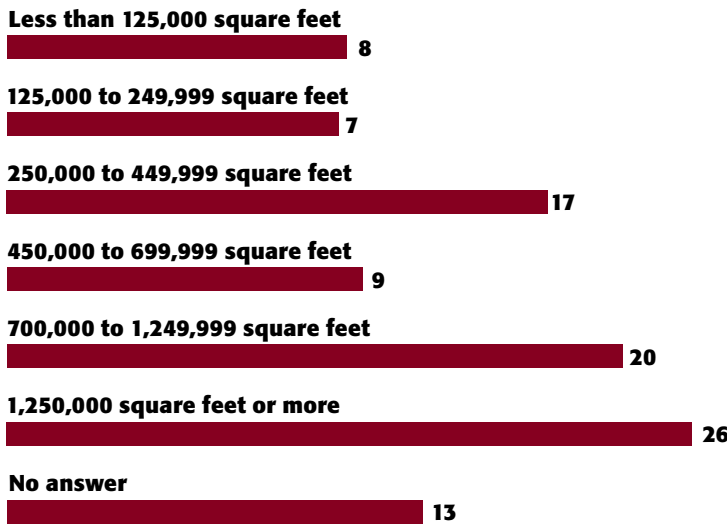 Less than 125,000 square feet
8
125,000 to 249,999 square feet
7
250,000 to 449,999 square feet
17
450,000 to 699,999 square feet
9
700,000 to 1,249,999 square feet
20
1,250,000 square feet or more
26
No answer
13